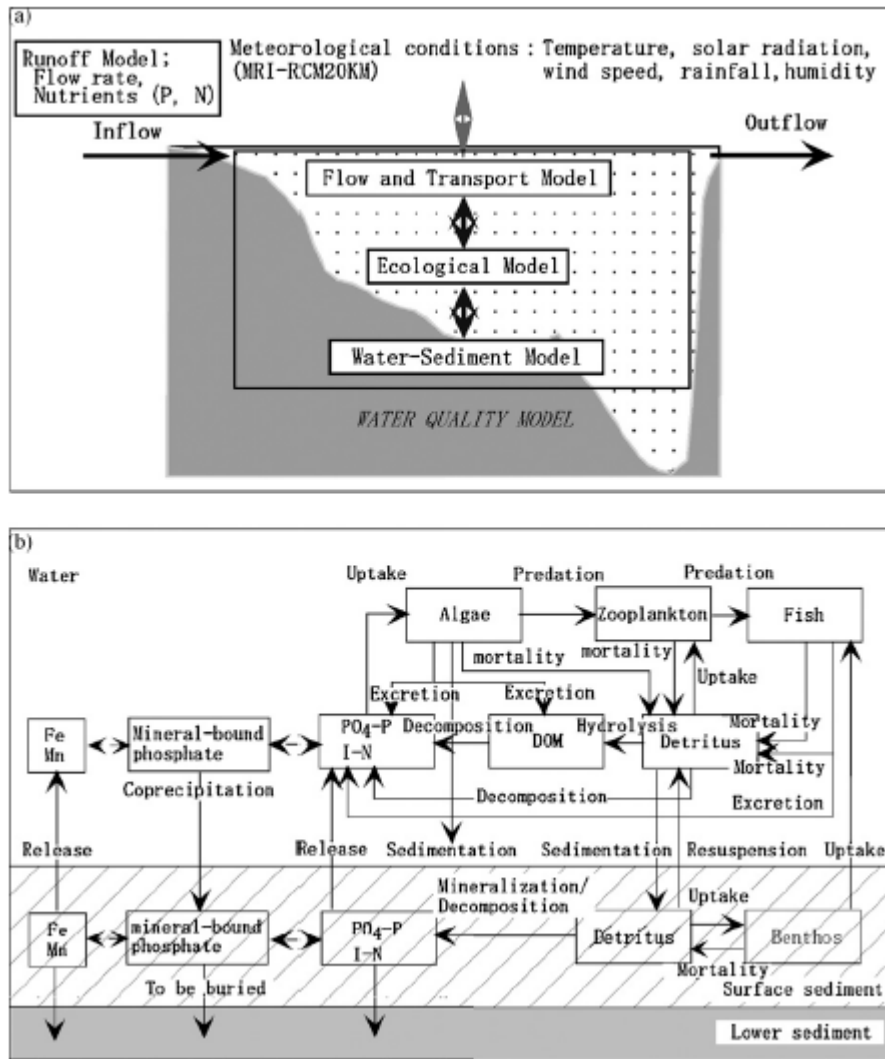 (a)
Runoff Model;
Flow rate,
Nutrients (P, N)
Meteorological conditions : Temperature, solar radiation,
(MRI-RCM20KM) wind speed, rainfall, humidity
Inflow
Outflow
Flow and Transport Model
Ecological Model
Water-Sediment Model
WATER QUALITY MODEL
(b)
Water
Uptake
Predation
Predation
Algae
Zooplankton
Fish
mortality
mortality
Uptake
Excretion
Excretion
Mortality
Fe
Mn
Mineral-bound
phosphate
PO₄-P
I-N
Decomposition
DOM
Hydrolysis
Detritus
Mortality
Coprecipitation
Decomposition
Excretion
Release
Release
Sedimentation
Sedimentation
Resuspension
Uptake
Mineralization/
Decomposition
Uptake
Fe
Mn
mineral-bound
phosphate
PO₄-P
I-N
Detritus
Benthos
Mortality
To be buried
Surface sediment
Lower sediment